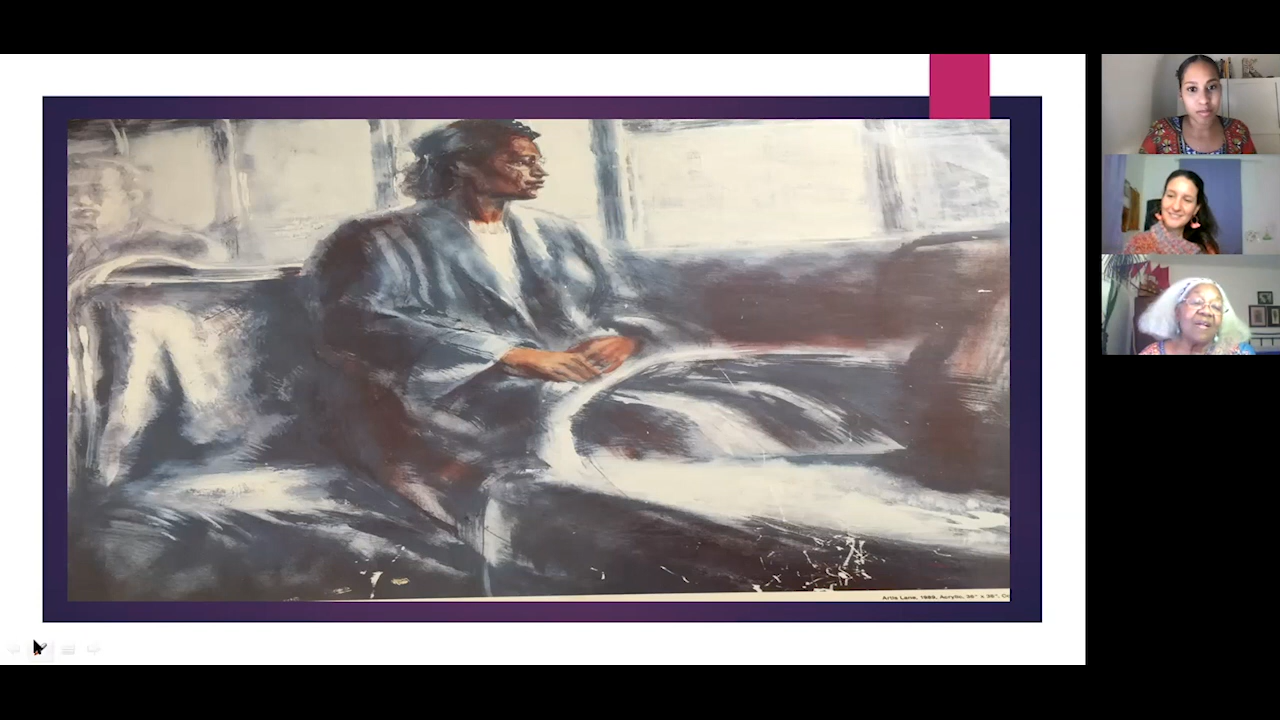 Artis Lane, 1989, Acrylic, 36" x 36",